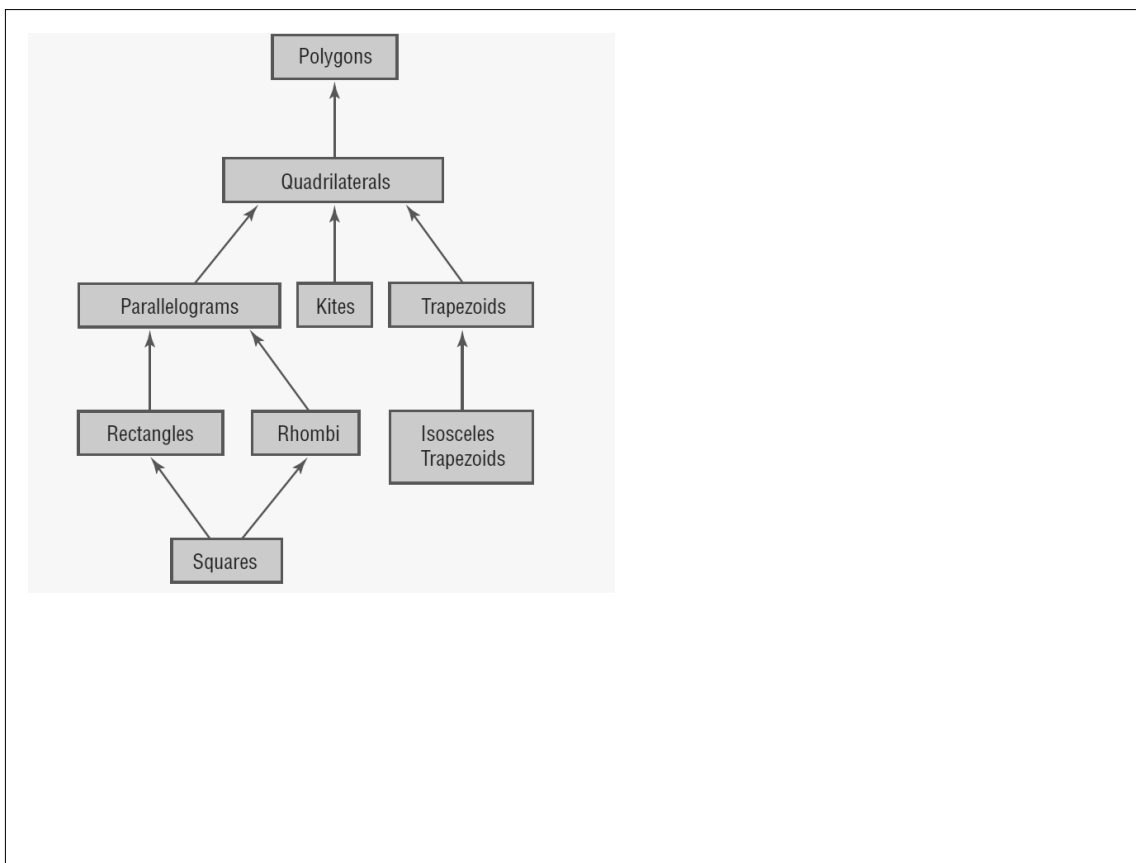 Polygons
Quadrilaterals
Parallelograms
Kites
Trapezoids
Rectangles
Rhombi
Isosceles
Trapezoids
Squares